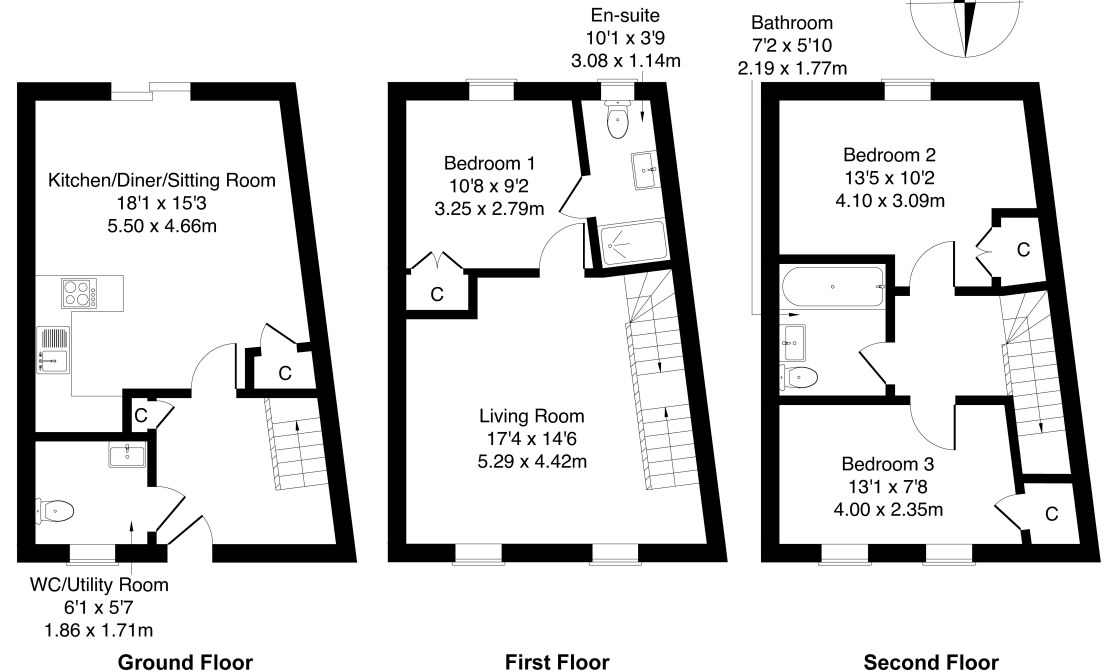 Kitchen/Diner/Sitting Room
18'1 x 15'3
5.50 x 4.66m
C
C
WC/Utility Room
6'1 x 5'7
1.86 x 1.71m
Ground Floor
En-suite
10'1 x 3'9
3.08 x 1.14m
Bedroom 1
10'8 x 9'2
3.25 x 2.79m
C
Living Room
17'4 x 14'6
5.29 x 4.42m
First Floor
Bathroom
7'2 x 5'10
2.19 x 1.77m
Bedroom 2
13'5 x 10'2
4.10 x 3.09m
C
Bedroom 3
13'1 x 7'8
4.00 x 2.35m
C
Second Floor